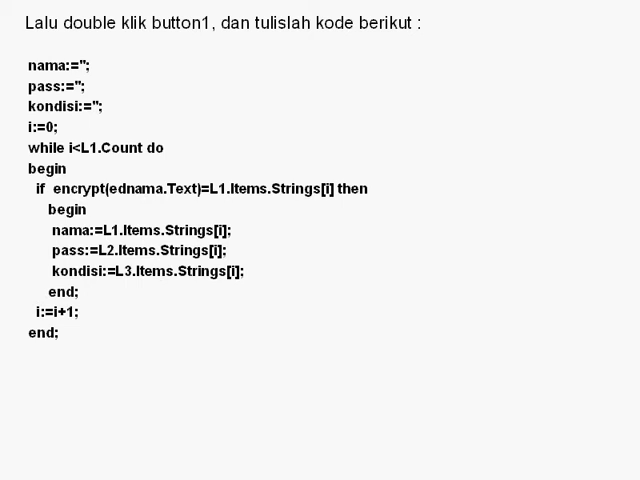 Lalu double klik button1, dan tulislah kode berikut :
nama:='';
pass:='';
kondisi:='';
i:=0;
while i<L1.Count do
begin
if encrypt(ednama.Text)=L1.Items.Strings[i] then
begin
nama:=L1.Items.Strings[i];
pass:=L2.Items.Strings[i];
kondisi:=L3.Items.Strings[i];
end;
i:=i+1;
end;